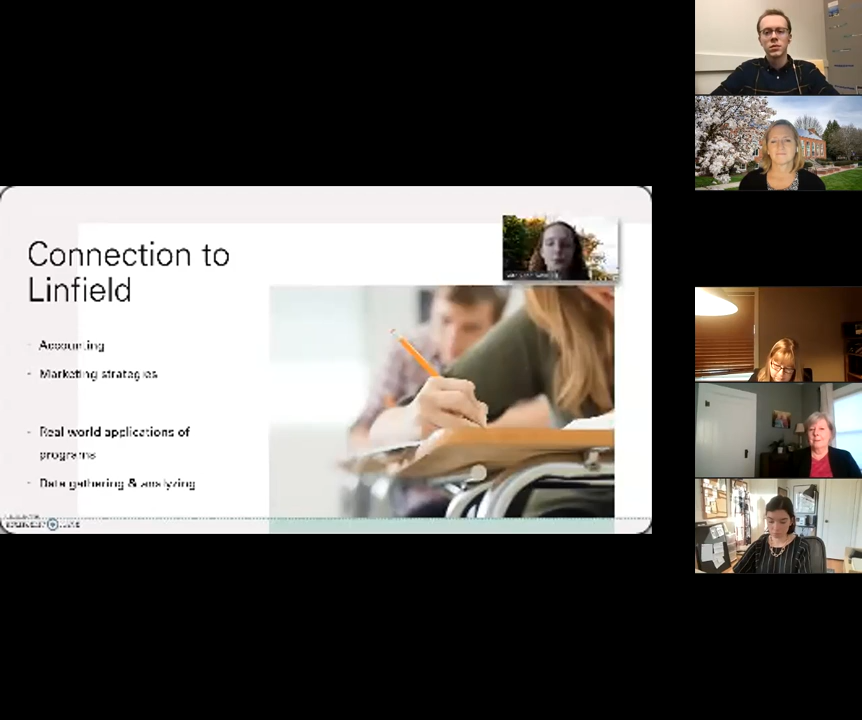 Connection to
Linfield
- Accounting
- Marketing strategies
- Real world applications of
programs
- Data gathering & analyzing